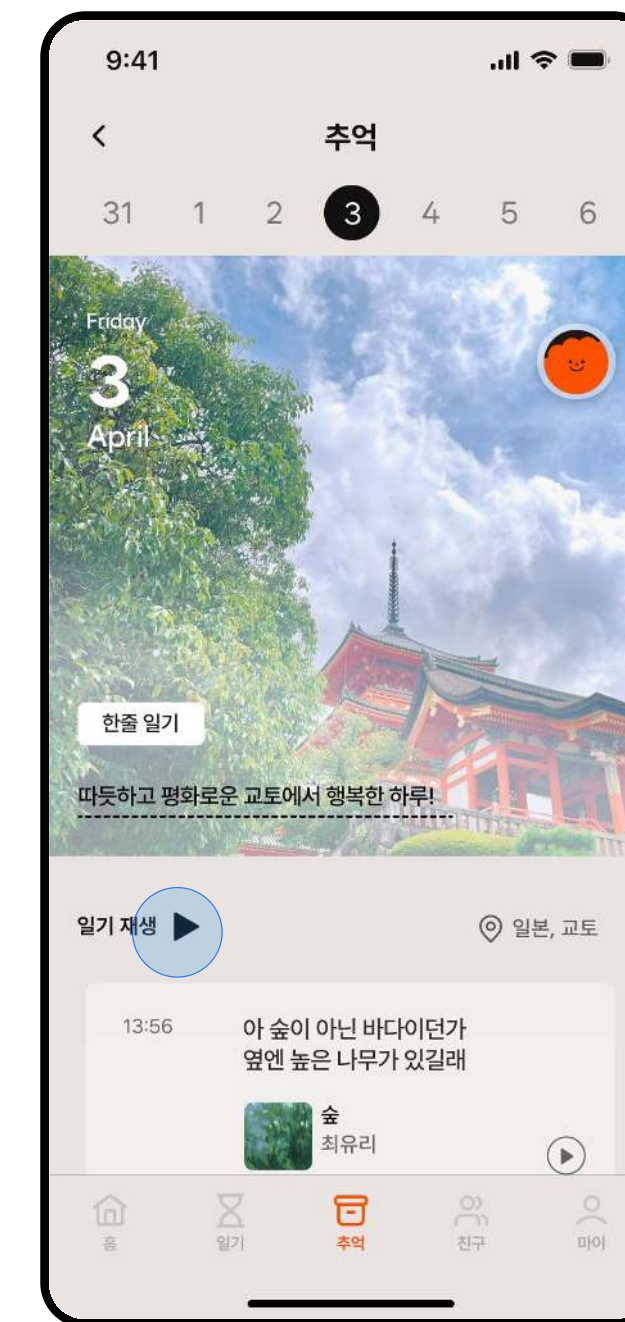 9:41
추억
31 1 2 3 4 5 6
Friday
3
April
한줄 일기
따듯하고 평화로운 교토에서 행복한 하루!
일기 재생
일본, 교토
13:56
아 숲이 아닌 바다이던가
옆엔 높은 나무가 있길래
숲
최유리
홈 일기 추억 친구 마이